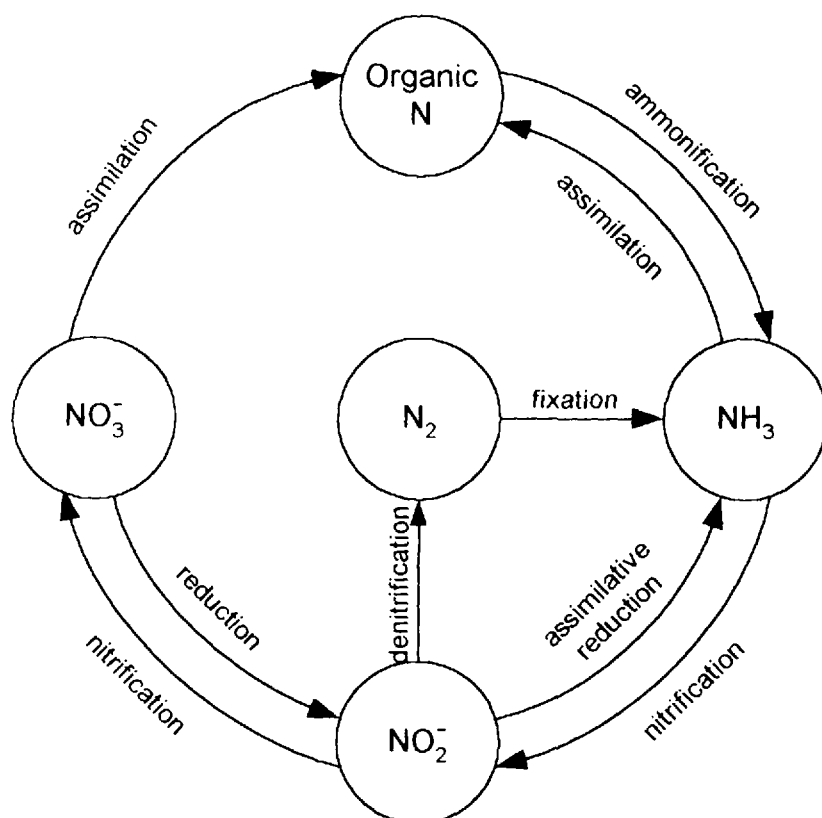 Organic
N
ammonification
assimilation
assimilation
NO₃⁻
N₂
fixation
NH₃
reduction
nitrification
denitrification
assimilative
reduction
nitrification
NO₂⁻